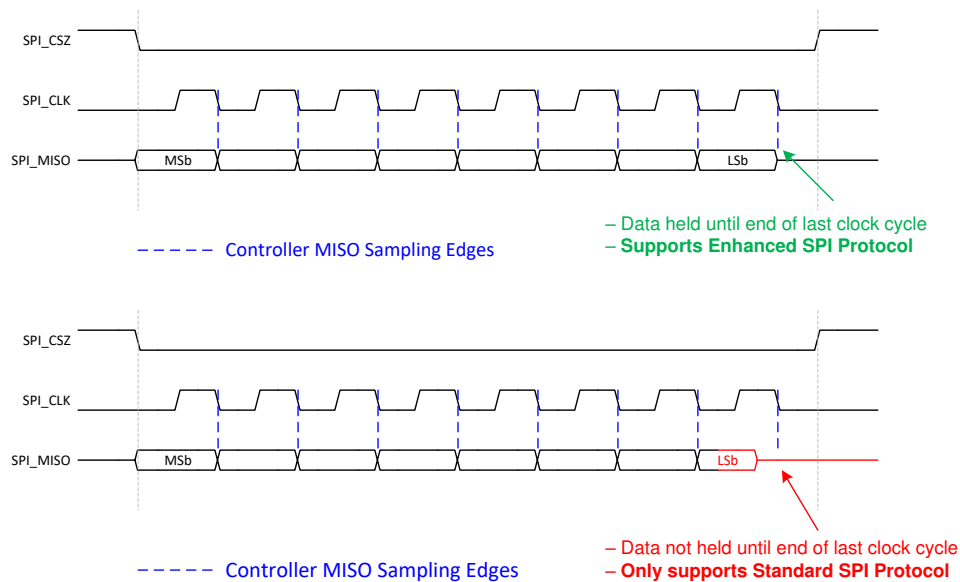 SPI_CSZ
SPI_CLK
SPI_MISO
MSb
LSb
– Data held until end of last clock cycle
– Supports Enhanced SPI Protocol
Controller MISO Sampling Edges
SPI_CSZ
SPI_CLK
SPI_MISO
MSb
LSb
– Data not held until end of last clock cycle
– Only supports Standard SPI Protocol
Controller MISO Sampling Edges